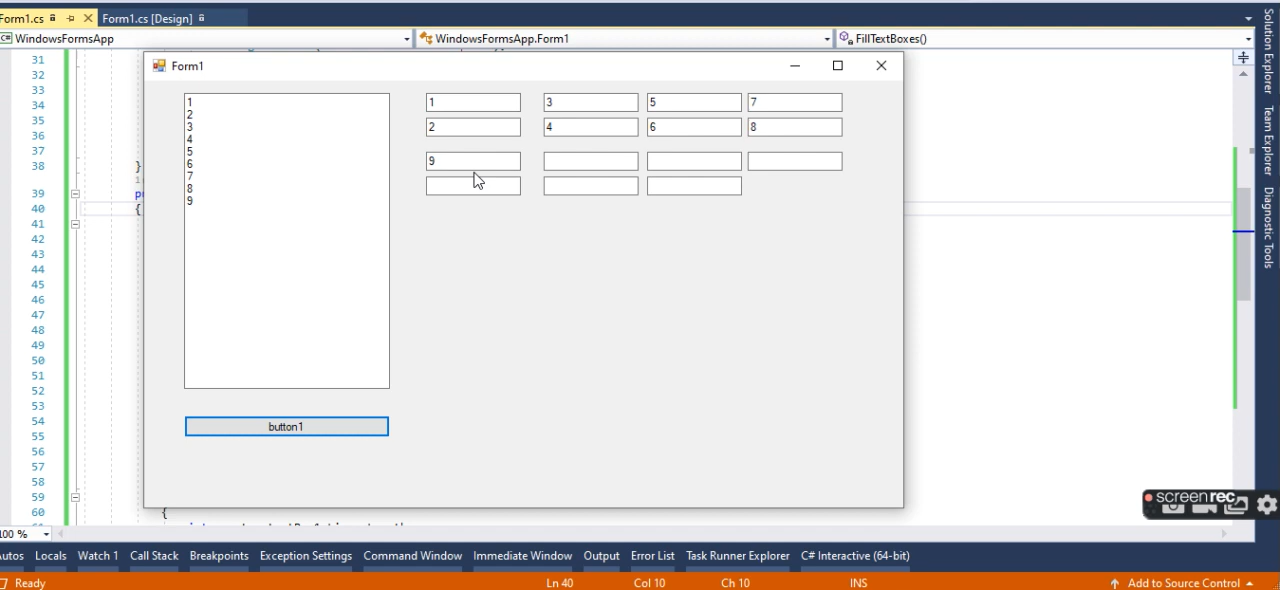 Form1.cs
Form1.cs [Design]
WindowsFormsApp
WindowsFormsApp.Form1
FillTextBoxes()
31
32
33
34
35
36
37
38 }
39
40 {
41
42
43
44
45
46
47
48
49
50
51
52
53
54
55
56
57
58
59
60 {
Form1
1
2
3
4
5
6
7
8
9
1 3 5 7
2 4 6 8
9
button1
Solution Explorer
Team Explorer
Diagnostic Tools
screenrec
100 %
Autos Locals Watch 1 Call Stack Breakpoints Exception Settings Command Window Immediate Window Output Error List Task Runner Explorer C# Interactive (64-bit)
Ready Ln 40 Col 10 Ch 10 INS Add to Source Control